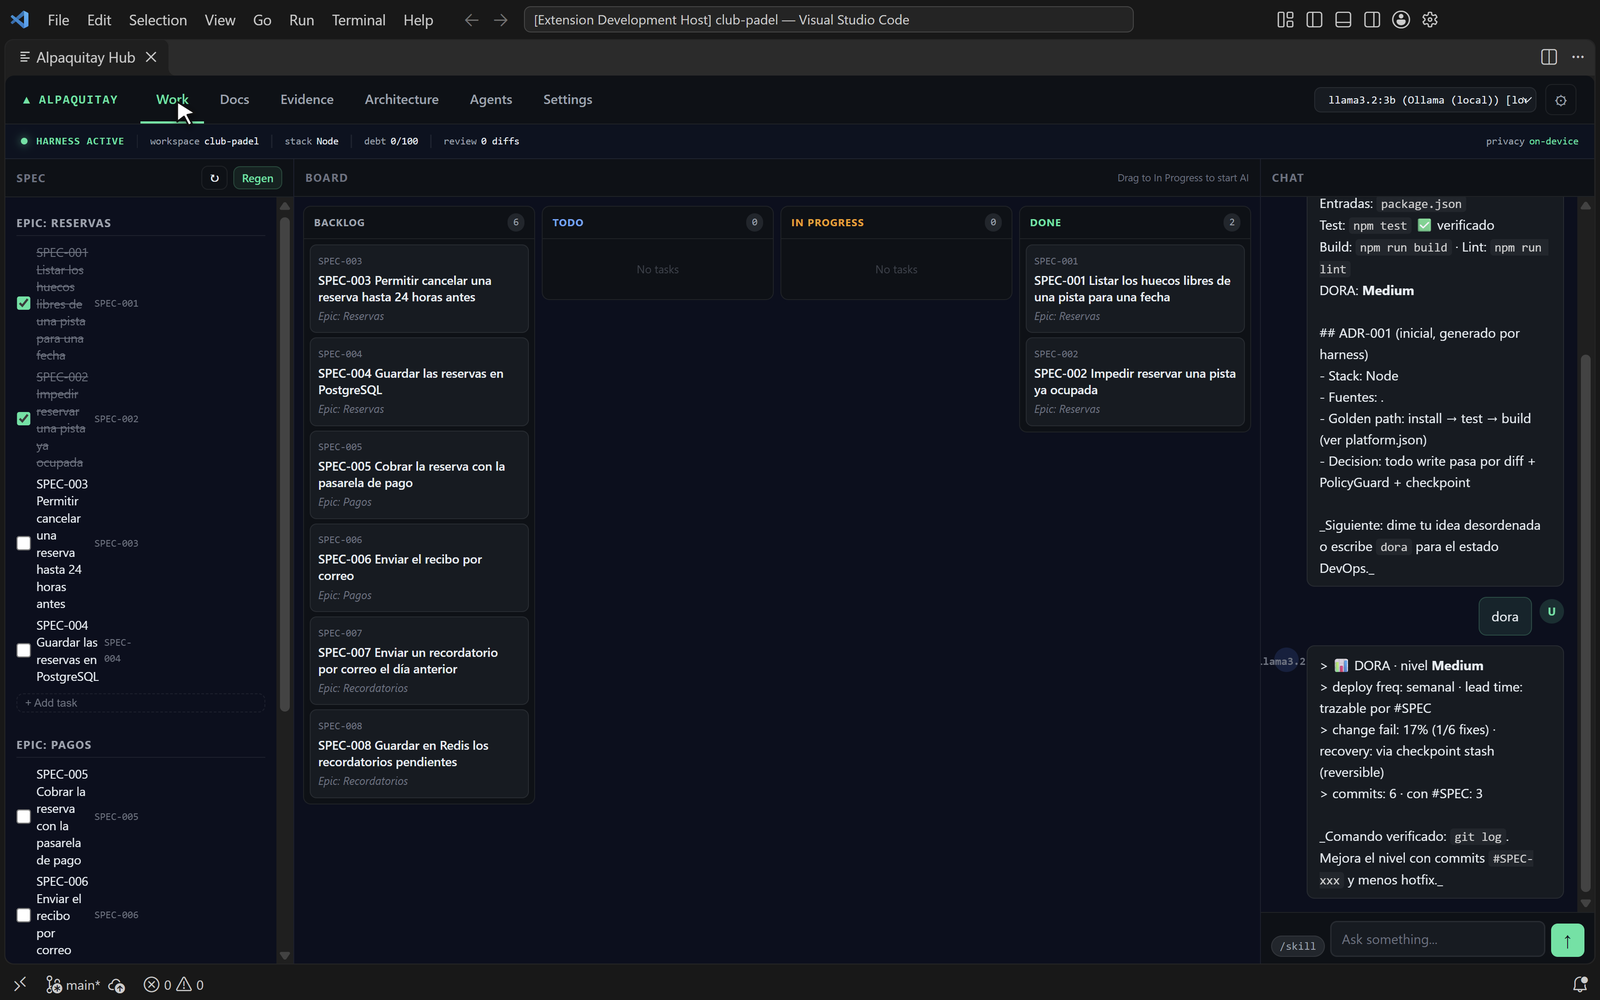 File Edit Selection View Go Run Terminal Help
[Extension Development Host] club-padel — Visual Studio Code
Alpaquitay Hub
▲ ALPAQUITAY
Work Docs Evidence Architecture Agents Settings
llama3.2:3b (Ollama (local))
HARNESS ACTIVE
workspace club-padel
stack Node
debt 0/100
review 0 diffs
privacy on-device
SPEC
Regen
EPIC: RESERVAS
SPEC-001
Listar los
huecos
libres de
una pista
para una
fecha
SPEC-001
SPEC-002
Impedir
reservar
una pista
ya
ocupada
SPEC-002
SPEC-003
Permitir
cancelar
una
reserva
hasta 24
horas
antes
SPEC-003
SPEC-004
Guardar las
reservas en
PostgreSQL
SPEC-
004
+ Add task
EPIC: PAGOS
SPEC-005
Cobrar la
reserva
con la
pasarela
de pago
SPEC-005
SPEC-006
Enviar el
recibo
por
correo
SPEC-006
BOARD
Drag to In Progress to start AI
BACKLOG 6
SPEC-003
SPEC-003 Permitir cancelar una
reserva hasta 24 horas antes
Epic: Reservas
SPEC-004
SPEC-004 Guardar las reservas en
PostgreSQL
Epic: Reservas
SPEC-005
SPEC-005 Cobrar la reserva con la
pasarela de pago
Epic: Pagos
SPEC-006
SPEC-006 Enviar el recibo por
correo
Epic: Pagos
SPEC-007
SPEC-007 Enviar un recordatorio
por correo el día anterior
Epic: Recordatorios
SPEC-008
SPEC-008 Guardar en Redis los
recordatorios pendientes
Epic: Recordatorios
TODO 0
No tasks
IN PROGRESS 0
No tasks
DONE 2
SPEC-001
SPEC-001 Listar los huecos libres de
una pista para una fecha
Epic: Reservas
SPEC-002
SPEC-002 Impedir reservar una pista
ya ocupada
Epic: Reservas
CHAT
Entradas: package.json
Test: npm test ✅ verificado
Build: npm run build · Lint: npm run
lint
DORA: Medium
## ADR-001 (inicial, generado por
harness)
- Stack: Node
- Fuentes: .
- Golden path: install → test → build
(ver platform.json)
- Decision: todo write pasa por diff +
PolicyGuard + checkpoint
_Siguiente: dime tu idea desordenada
o escribe dora para el estado
DevOps._
dora
U
llama3.2
> 📊 DORA · nivel Medium
> deploy freq: semanal · lead time:
trazable por #SPEC
> change fail: 17% (1/6 fixes) ·
recovery: via checkpoint stash
(reversible)
> commits: 6 · con #SPEC: 3
_Comando verificado: git log.
Mejora el nivel con commits #SPEC-
xxx y menos hotfix._
/skill
Ask something...
main*
0 0